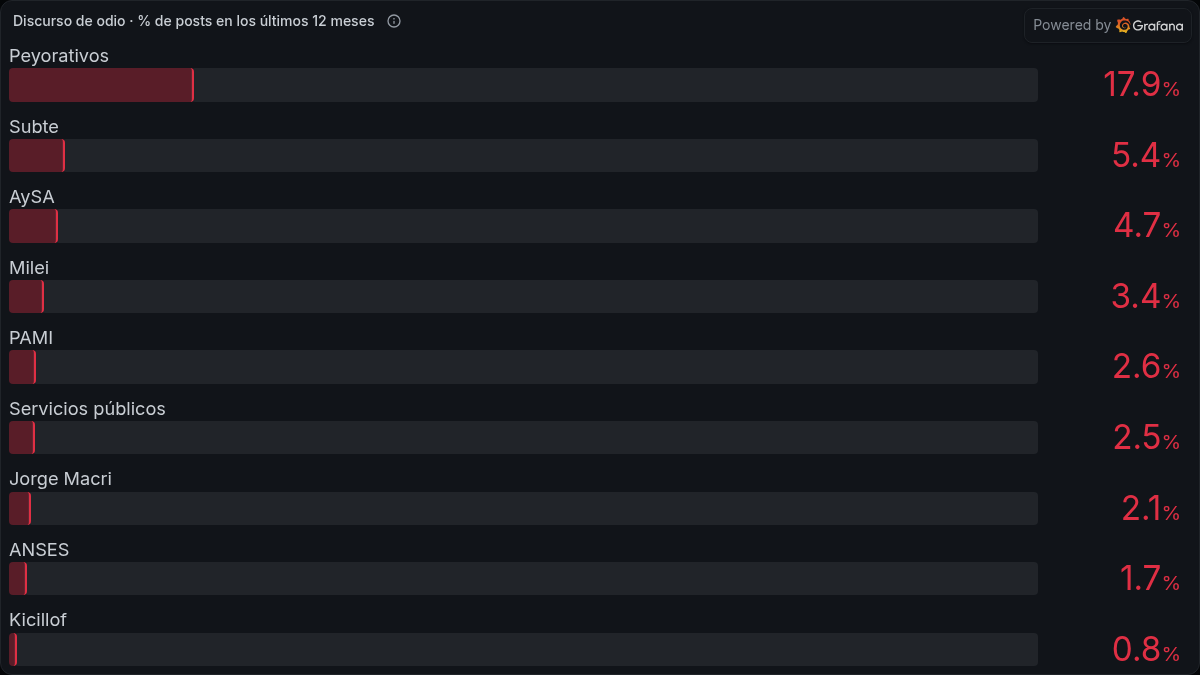 Discurso de odio · % de posts en los últimos 12 meses
Powered by Grafana
Peyorativos
17.9%
Subte
5.4%
AySA
4.7%
Milei
3.4%
PAMI
2.6%
Servicios públicos
2.5%
Jorge Macri
2.1%
ANSES
1.7%
Kicillof
0.8%